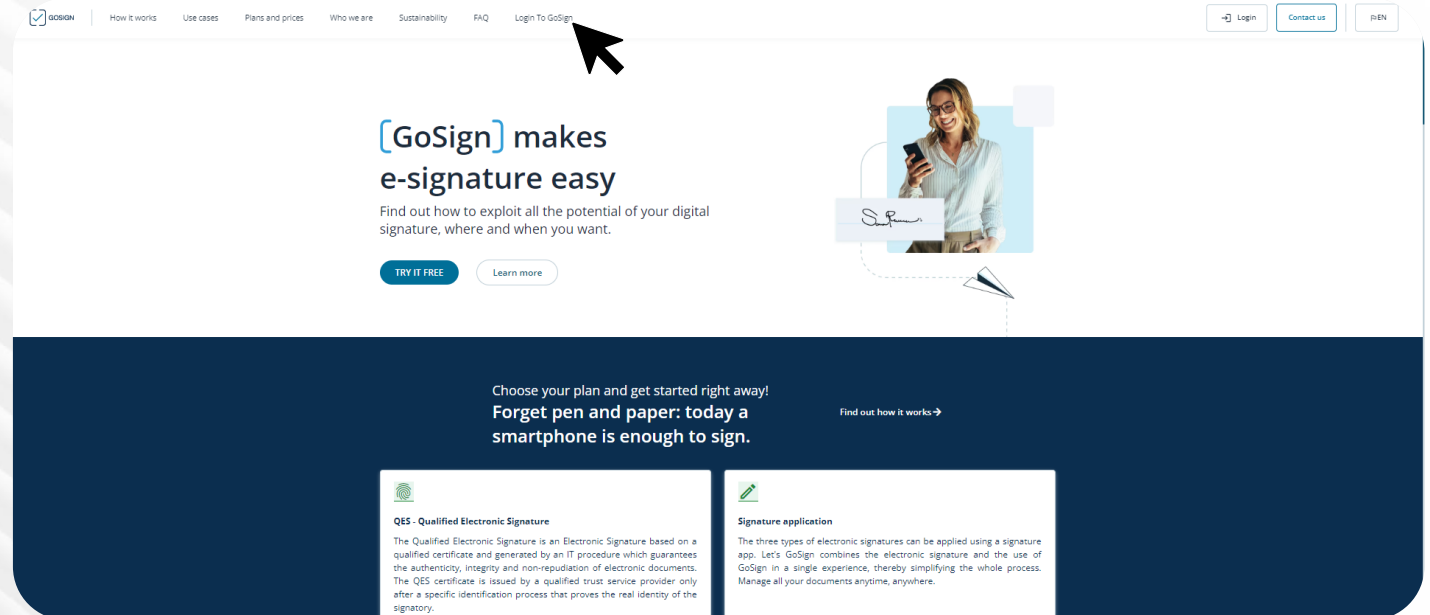 GOSIGN
How it works
Use cases
Plans and prices
Who we are
Sustainability
FAQ
Login To GoSign
Login
Contact us
EN
[GoSign] makes
e-signature easy
Find out how to exploit all the potential of your digital
signature, where and when you want.
TRY IT FREE
Learn more
Choose your plan and get started right away!
Forget pen and paper: today a
smartphone is enough to sign.
Find out how it works
QES - Qualified Electronic Signature
The Qualified Electronic Signature is an Electronic Signature based on a
qualified certificate and generated by an IT procedure which guarantees
the authenticity, integrity and non-repudiation of electronic documents.
The QES certificate is issued by a qualified trust service provider only
after a specific identification process that proves the real identity of the
signatory.
Signature application
The three types of electronic signatures can be applied using a signature
app. Let's GoSign combines the electronic signature and the use of
GoSign in a single experience, thereby simplifying the whole process.
Manage all your documents anytime, anywhere.